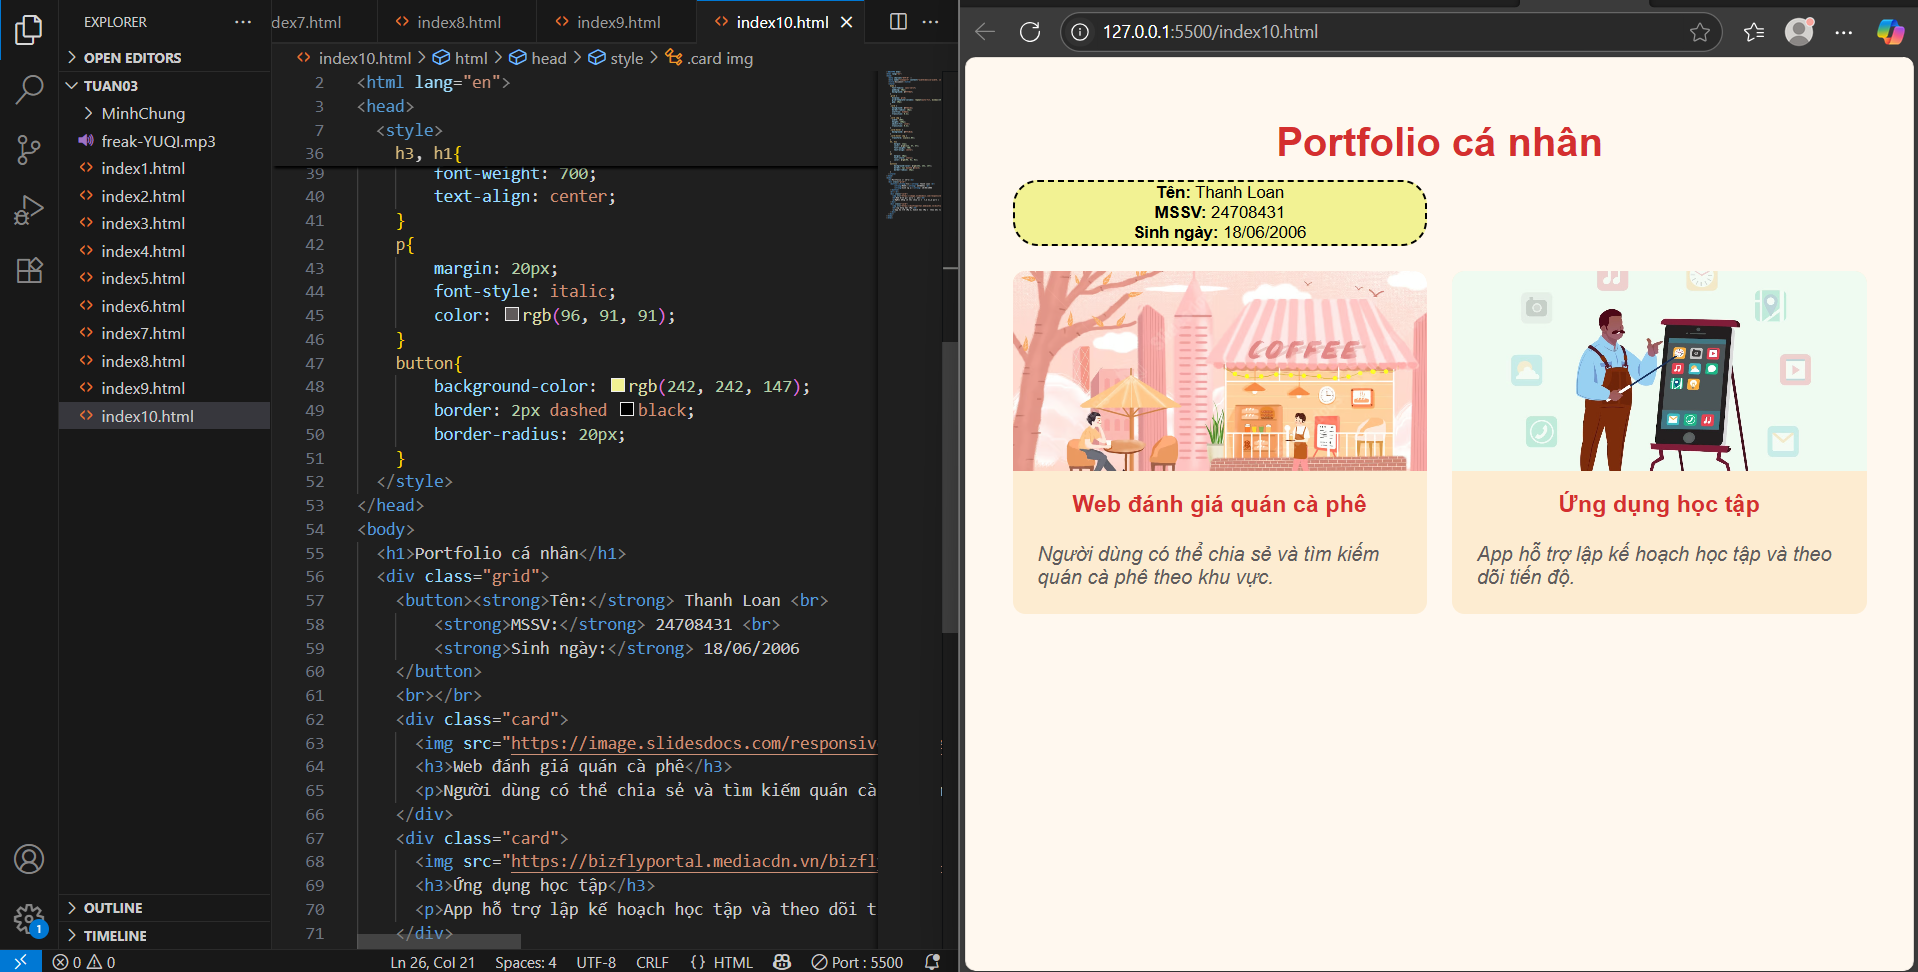 EXPLORER
OPEN EDITORS
TUAN03
MinhChung
freak-YUQI.mp3
index1.html
index2.html
index3.html
index4.html
index5.html
index6.html
index7.html
index8.html
index9.html
index10.html
OUTLINE
TIMELINE
1
dex7.html index8.html index9.html index10.html
index10.html > html > head > style > .card img
2 <html lang="en">
3 <head>
7 <style>
36 h3, h1{
39 font-weight: 700;
40 text-align: center;
41 }
42 p{
43 margin: 20px;
44 font-style: italic;
45 color: rgb(96, 91, 91);
46 }
47 button{
48 background-color: rgb(242, 242, 147);
49 border: 2px dashed black;
50 border-radius: 20px;
51 }
52 </style>
53 </head>
54 <body>
55 <h1>Portfolio cá nhân</h1>
56 <div class="grid">
57 <button><strong>Tên:</strong> Thanh Loan <br>
58 <strong>MSSV:</strong> 24708431 <br>
59 <strong>Sinh ngày:</strong> 18/06/2006
60 </button>
61 <br></br>
62 <div class="card">
63 <img src="https://image.slidesdocs.com/responsiv
64 <h3>Web đánh giá quán cà phê</h3>
65 <p>Người dùng có thể chia sẻ và tìm kiếm quán cà
66 </div>
67 <div class="card">
68 <img src="https://bizflyportal.mediacdn.vn/bizfl
69 <h3>Ứng dụng học tập</h3>
70 <p>App hỗ trợ lập kế hoạch học tập và theo dõi t
71 </div>
0 0 Ln 26, Col 21 Spaces: 4 UTF-8 CRLF {} HTML Port : 5500
127.0.0.1:5500/index10.html
Portfolio cá nhân
Tên: Thanh Loan
MSSV: 24708431
Sinh ngày: 18/06/2006
COFFEE
Web đánh giá quán cà phê
Người dùng có thể chia sẻ và tìm kiếm
quán cà phê theo khu vực.
Ứng dụng học tập
App hỗ trợ lập kế hoạch học tập và theo
dõi tiến độ.